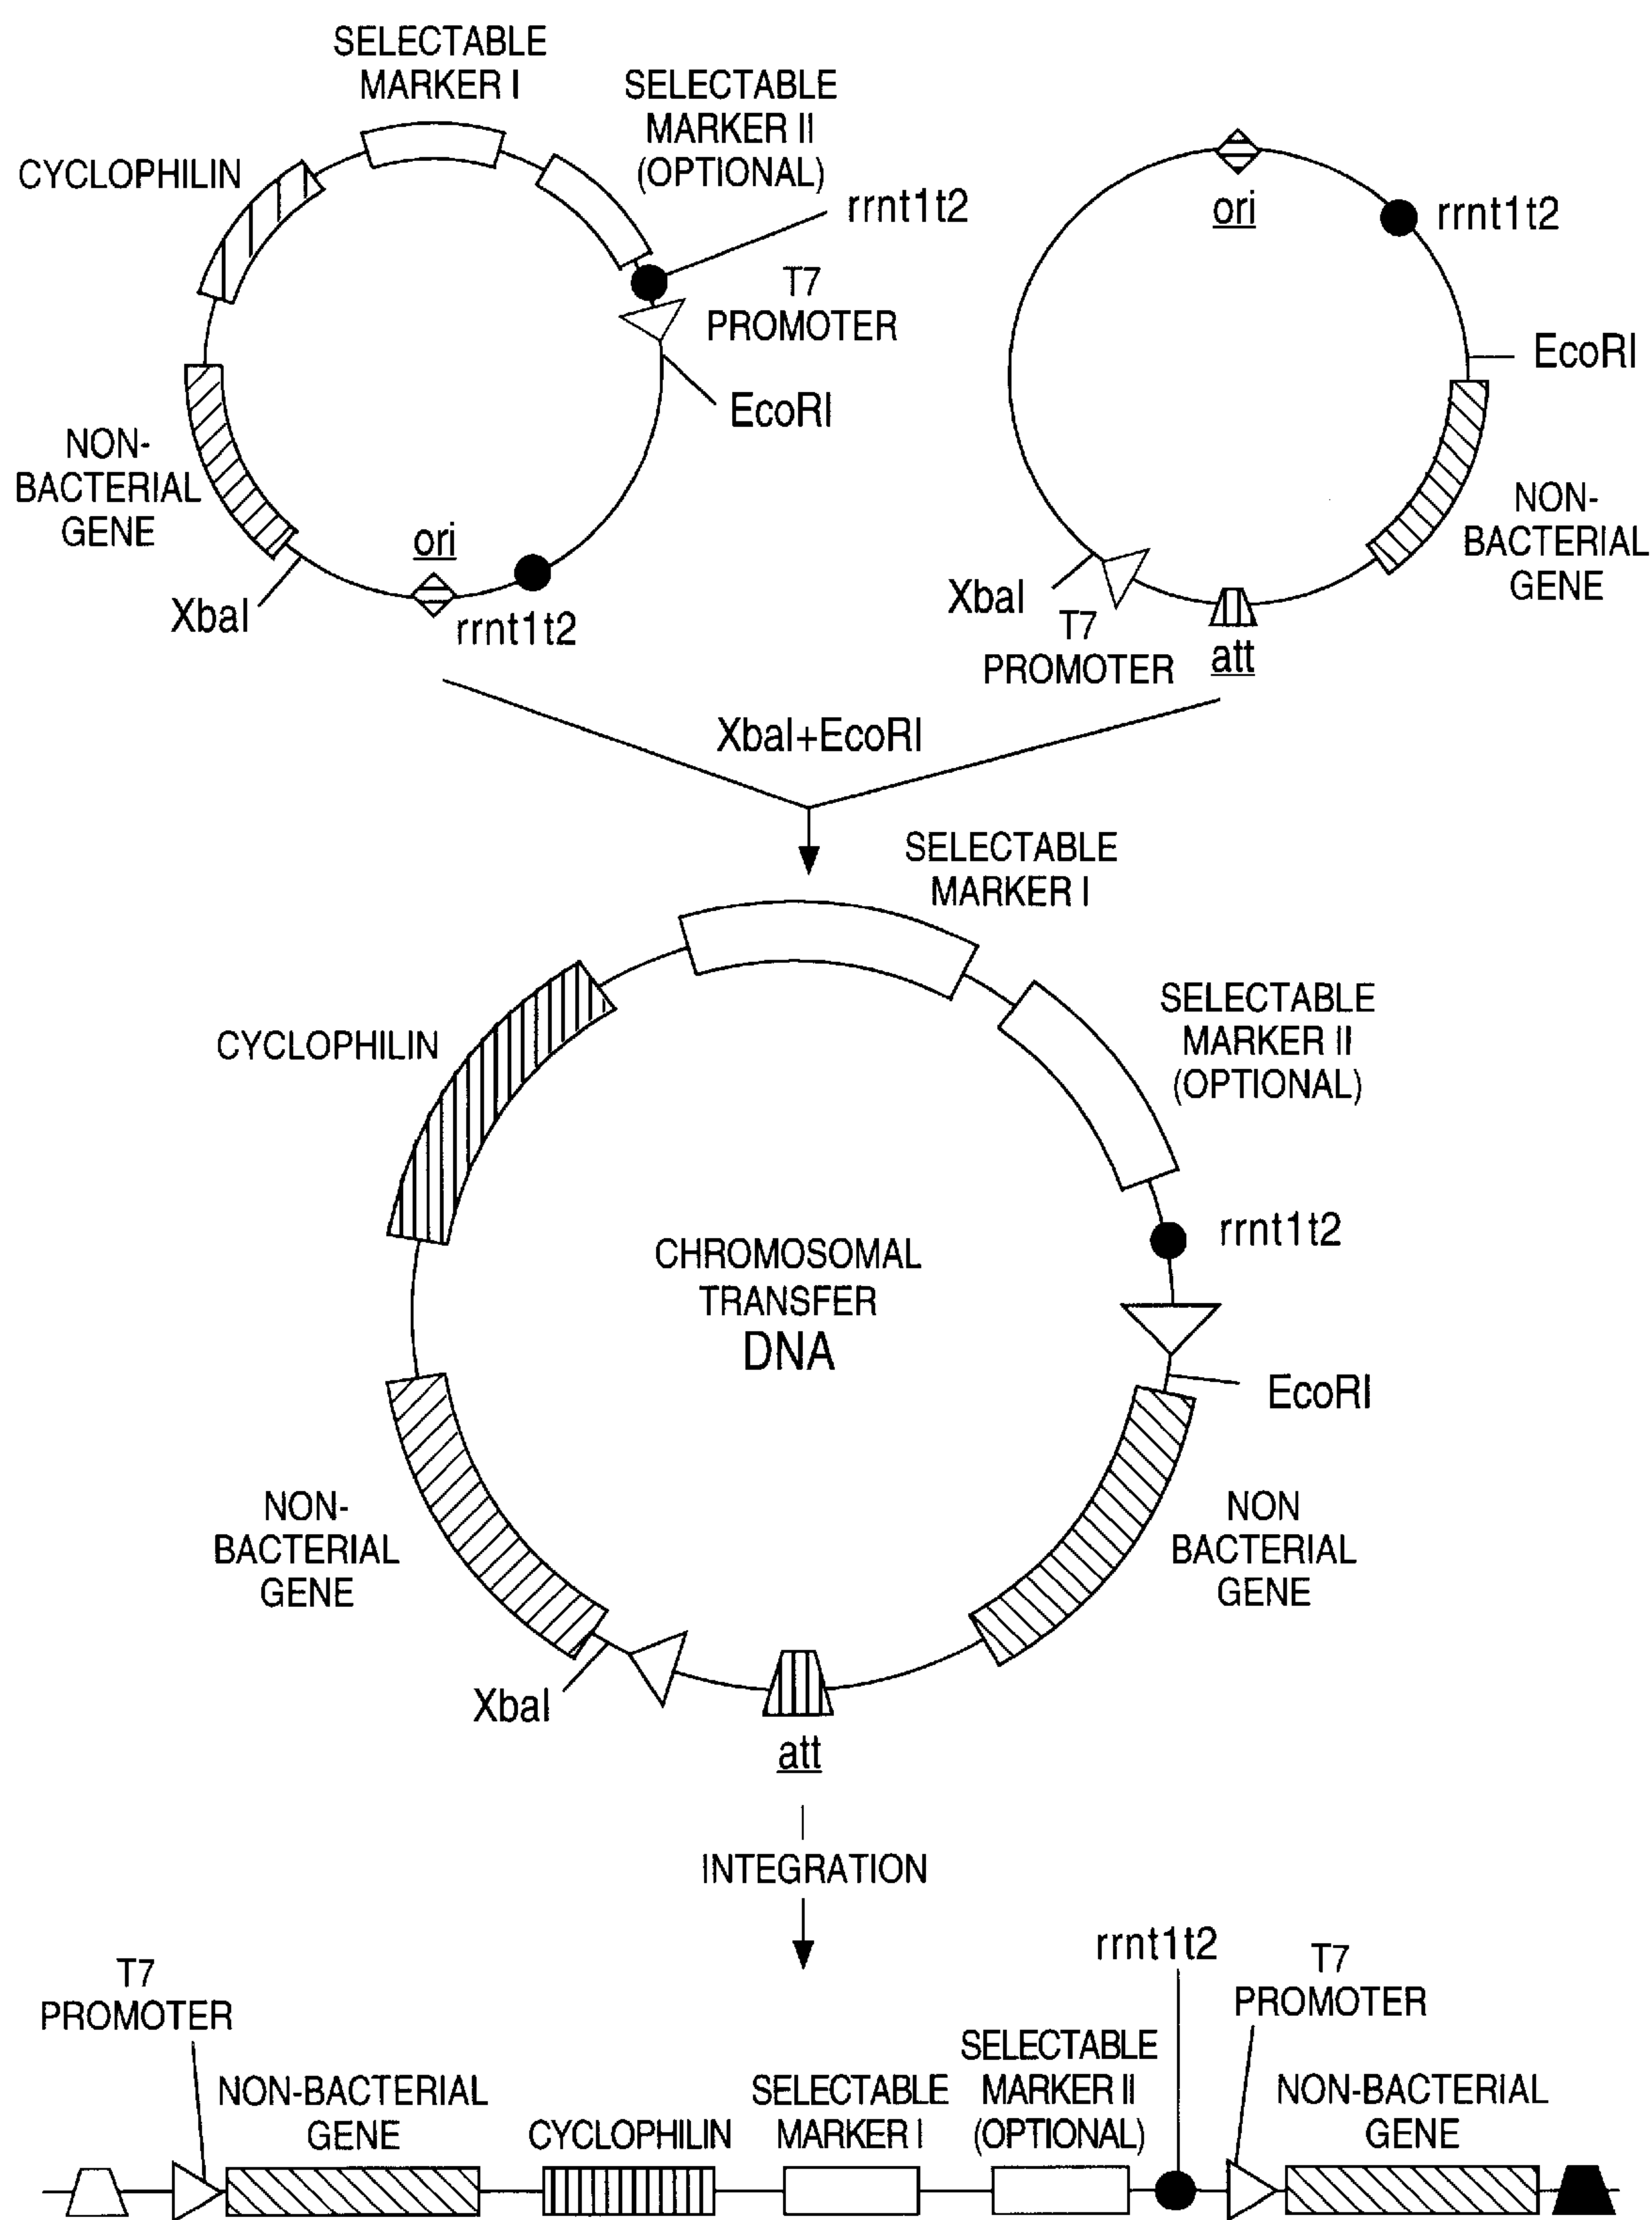 SELECTABLE
MARKER I
SELECTABLE
MARKER II
(OPTIONAL)
CYCLOPHILIN
rrnt1t2
T7
PROMOTER
EcoRI
NON-
BACTERIAL
GENE
ori
XbaI
rrnt1t2
ori
rrnt1t2
EcoRI
NON-
BACTERIAL
GENE
XbaI
T7
PROMOTER
att
XbaI+EcoRI
SELECTABLE
MARKER I
SELECTABLE
MARKER II
(OPTIONAL)
CYCLOPHILIN
rrnt1t2
CHROMOSOMAL
TRANSFER
DNA
EcoRI
NON-
BACTERIAL
GENE
NON
BACTERIAL
GENE
XbaI
att
INTEGRATION
rrnt1t2
T7
PROMOTER
T7
PROMOTER
NON-BACTERIAL
GENE
CYCLOPHILIN
SELECTABLE
MARKER I
SELECTABLE
MARKER II
(OPTIONAL)
NON-BACTERIAL
GENE